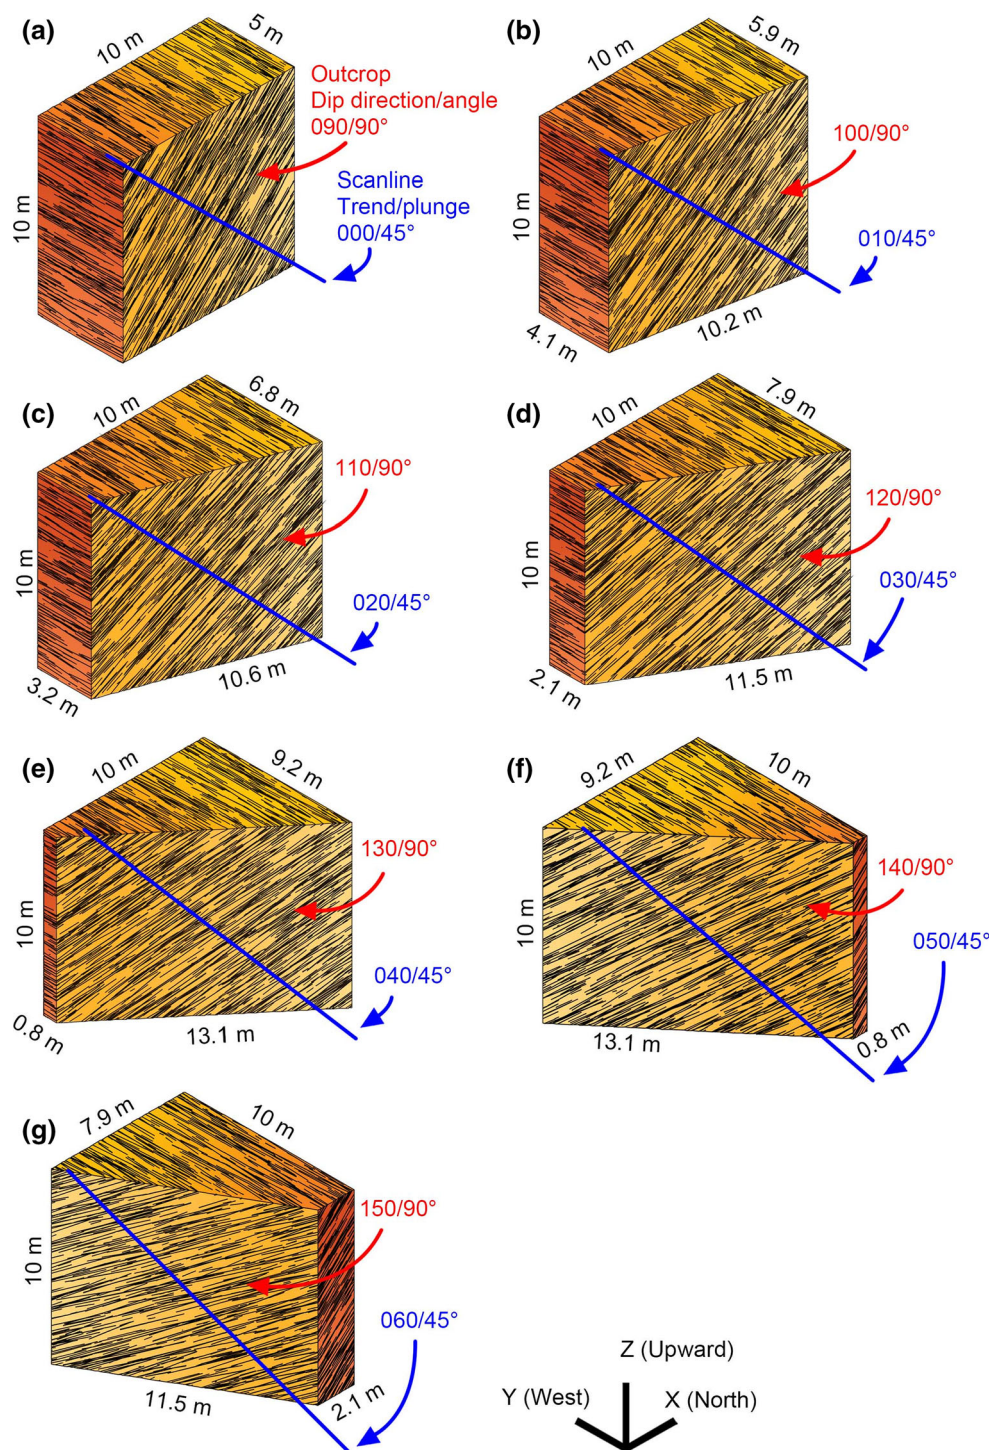 (a)
10 m
5 m
Outcrop
Dip direction/angle
090/90°
Scanline
Trend/plunge
000/45°
10 m
(b)
10 m
5.9 m
100/90°
010/45°
10 m
4.1 m
10.2 m
(c)
10 m
6.8 m
110/90°
020/45°
10 m
3.2 m
10.6 m
(d)
10 m
7.9 m
120/90°
030/45°
10 m
2.1 m
11.5 m
(e)
10 m
9.2 m
130/90°
040/45°
10 m
0.8 m
13.1 m
(f)
9.2 m
10 m
140/90°
050/45°
10 m
13.1 m
0.8 m
(g)
7.9 m
10 m
150/90°
060/45°
10 m
11.5 m
2.1 m
Z (Upward)
Y (West)
X (North)